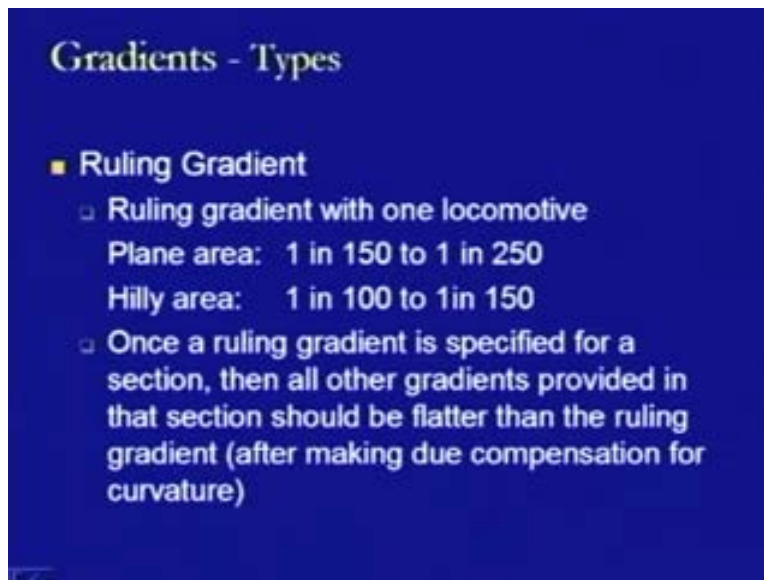 Gradients - Types
Ruling Gradient
Ruling gradient with one locomotive
Plane area: 1 in 150 to 1 in 250
Hilly area: 1 in 100 to 1in 150
Once a ruling gradient is specified for a
section, then all other gradients provided in
that section should be flatter than the ruling
gradient (after making due compensation for
curvature)